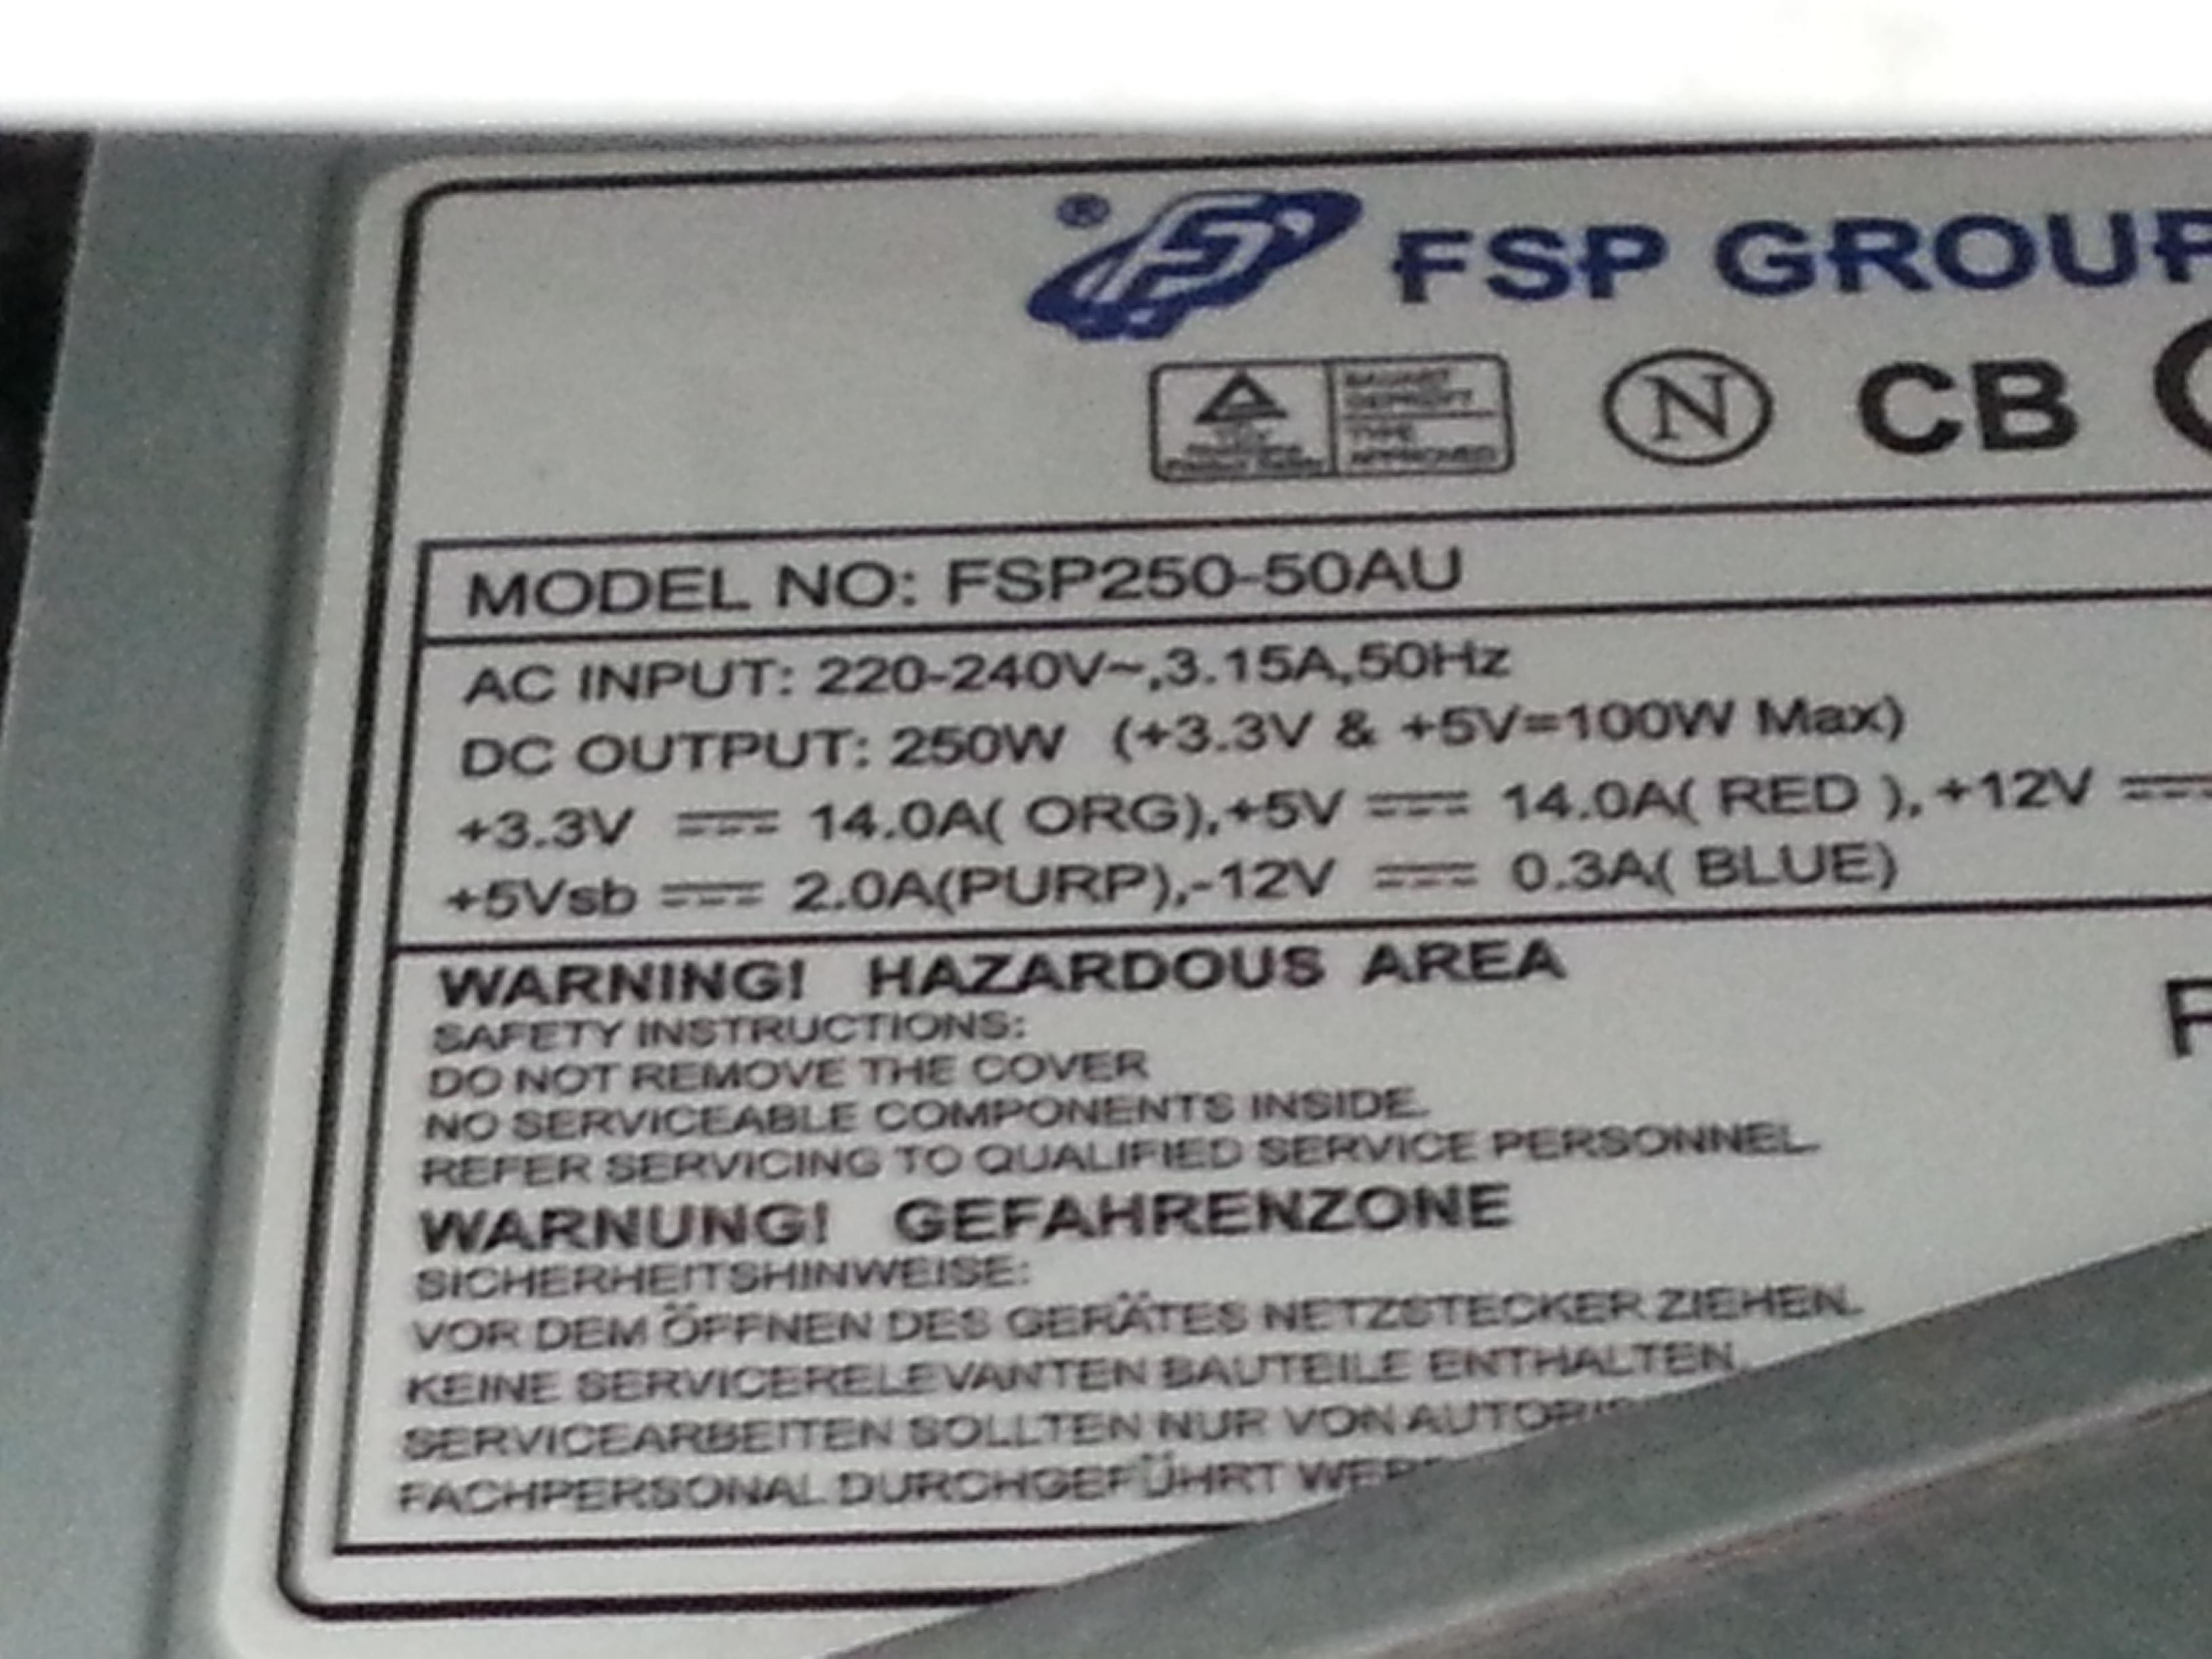 ® FSP GROUP
BAUART
GEPRÜFT
TYPE
APPROVED
N CB
MODEL NO: FSP250-50AU
AC INPUT: 220-240V~,3.15A,50Hz
DC OUTPUT: 250W (+3.3V & +5V=100W Max)
+3.3V ⎓ 14.0A( ORG),+5V ⎓ 14.0A( RED ),+12V ⎓
+5Vsb ⎓ 2.0A(PURP),-12V ⎓ 0.3A( BLUE)
WARNING! HAZARDOUS AREA
SAFETY INSTRUCTIONS:
DO NOT REMOVE THE COVER
NO SERVICEABLE COMPONENTS INSIDE.
REFER SERVICING TO QUALIFIED SERVICE PERSONNEL.
WARNUNG! GEFAHRENZONE
SICHERHEITSHINWEISE:
VOR DEM ÖFFNEN DES GERÄTES NETZSTECKER ZIEHEN.
KEINE SERVICERELEVANTEN BAUTEILE ENTHALTEN.
SERVICEARBEITEN SOLLTEN NUR VON
FACHPERSONAL DURCHGEFÜHRT